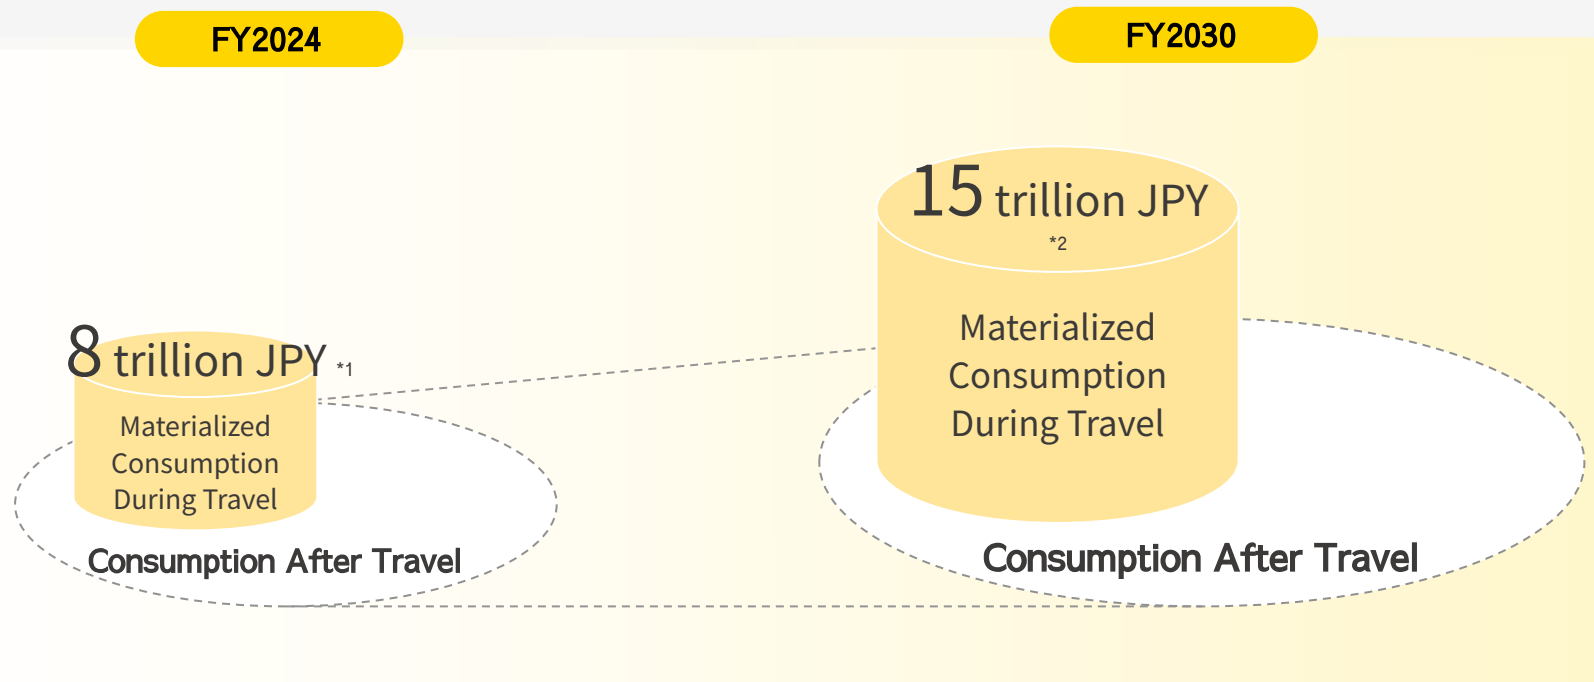 FY2024
FY2030
15 trillion JPY
*2
Materialized
Consumption
During Travel
8 trillion JPY *1
Materialized
Consumption
During Travel
Consumption After Travel
Consumption After Travel